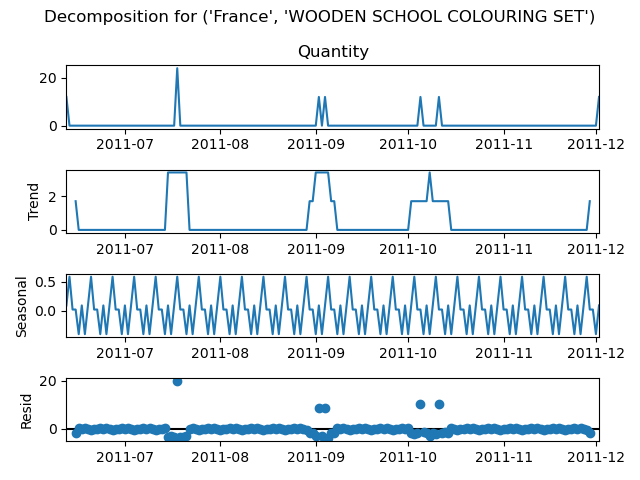 Decomposition for ('France', 'WOODEN SCHOOL COLOURING SET')
Quantity
20
0
2011-07 2011-08 2011-09 2011-10 2011-11 2011-12
Trend
2
0
2011-07 2011-08 2011-09 2011-10 2011-11 2011-12
Seasonal
0.5
0.0
2011-07 2011-08 2011-09 2011-10 2011-11 2011-12
Resid
20
0
2011-07 2011-08 2011-09 2011-10 2011-11 2011-12